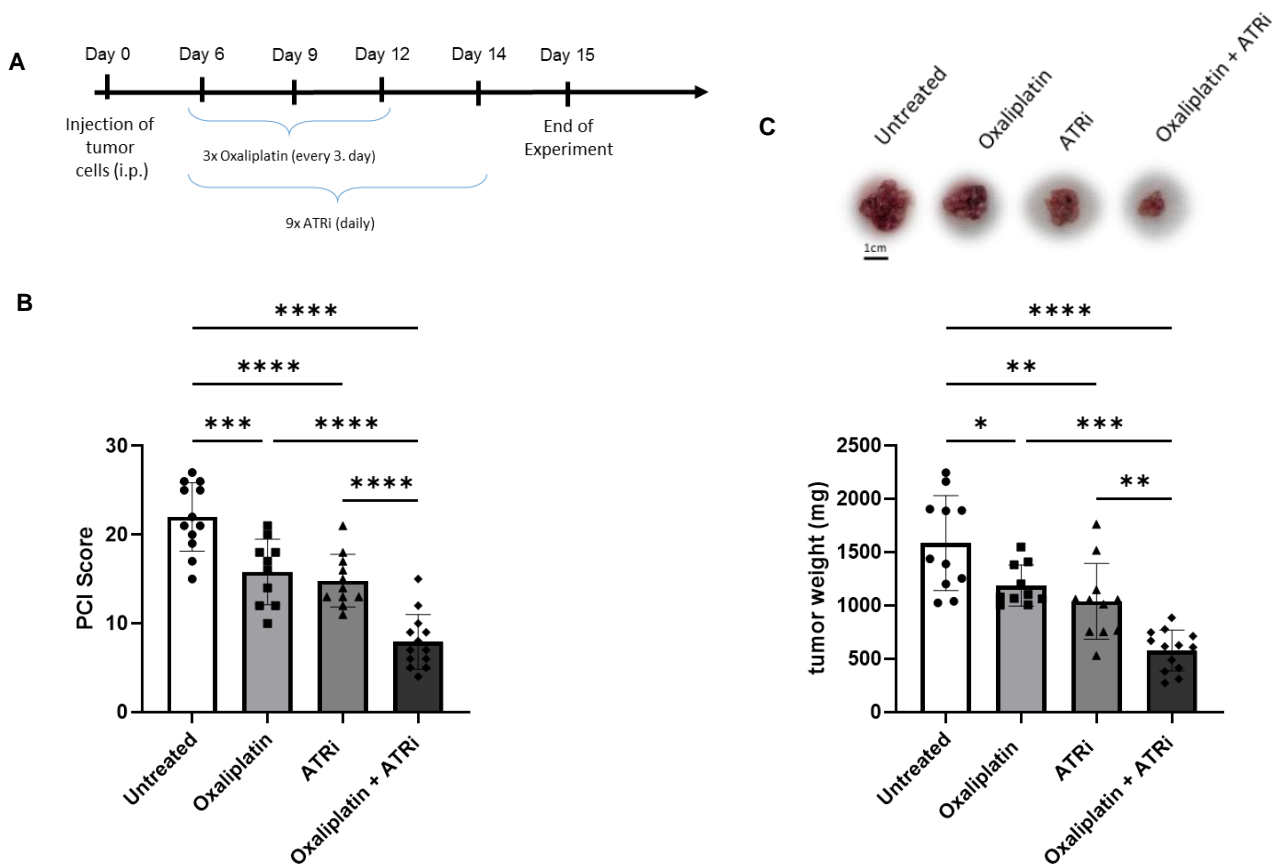 A
Day 0 Day 6 Day 9 Day 12 Day 14 Day 15
Injection of
tumor
cells (i.p.)
3x Oxaliplatin (every 3. day)
9x ATRi (daily)
End of
Experiment
C
Untreated
Oxaliplatin
ATRi
Oxaliplatin + ATRi
1cm
B
****
****
*** ****
****
30
20
10
0
PCI Score
Untreated
Oxaliplatin
ATRi
Oxaliplatin + ATRi
****
**
* ***
**
2500
2000
1500
1000
500
0
tumor weight (mg)
Untreated
Oxaliplatin
ATRi
Oxaliplatin + ATRi